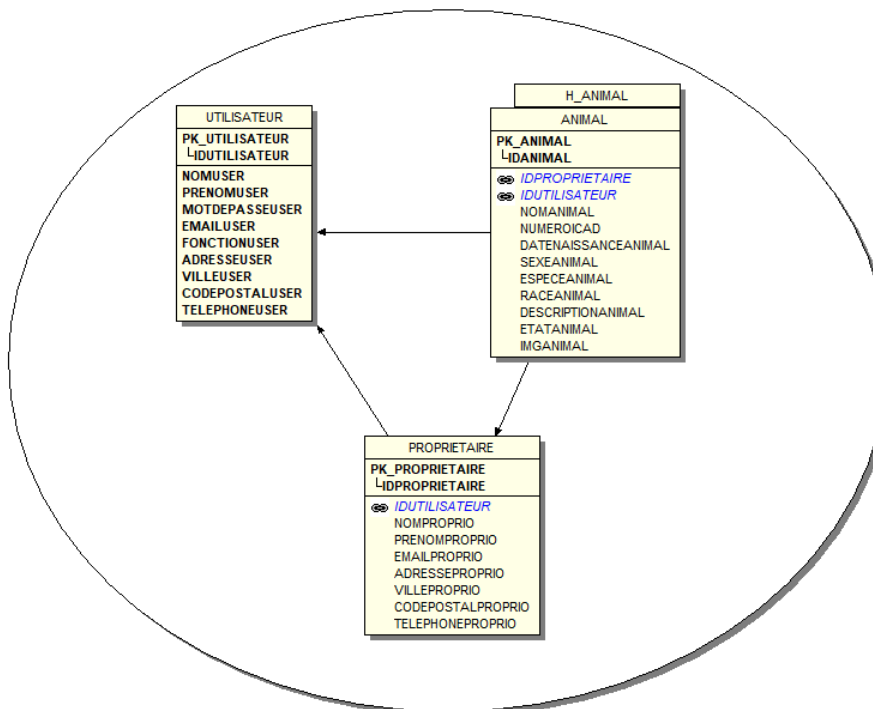 UTILISATEUR
PK_UTILISATEUR
IDUTILISATEUR
NOMUSER
PRENOMUSER
MOTDEPASSEUSER
EMAILUSER
FONCTIONUSER
ADRESSEUSER
VILLEUSER
CODEPOSTALUSER
TELEPHONEUSER
H_ANIMAL
ANIMAL
PK_ANIMAL
IDANIMAL
IDPROPRIETAIRE
IDUTILISATEUR
NOMANIMAL
NUMEROICAD
DATENAISSANCEANIMAL
SEXEANIMAL
ESPECEANIMAL
RACEANIMAL
DESCRIPTIONANIMAL
ETATANIMAL
IMGANIMAL
PROPRIETAIRE
PK_PROPRIETAIRE
IDPROPRIETAIRE
IDUTILISATEUR
NOMPROPRIO
PRENOMPROPRIO
EMAILPROPRIO
ADRESSEPROPRIO
VILLEPROPRIO
CODEPOSTALPROPRIO
TELEPHONEPROPRIO